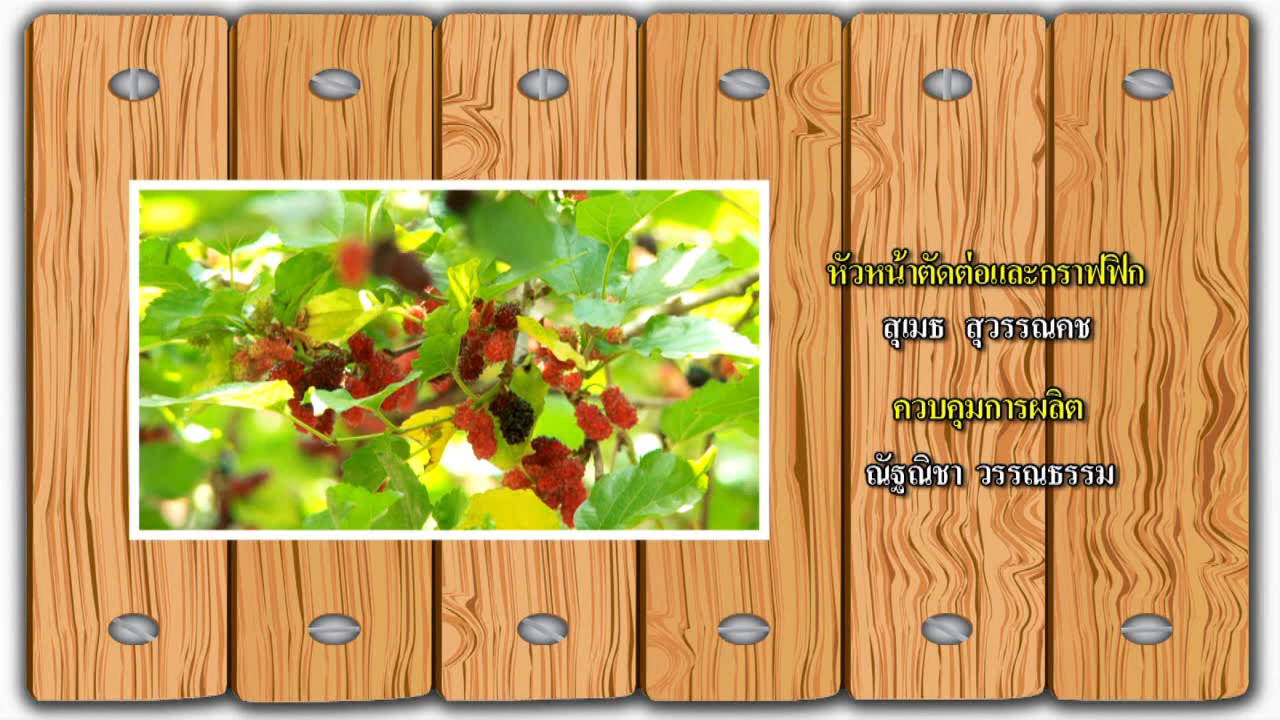 หัวหน้าตัดต่อและกราฟฟิก
สุเมธ สุวรรณคช
ควบคุมการผลิต
ณัฐณิชา วรรณธรรม